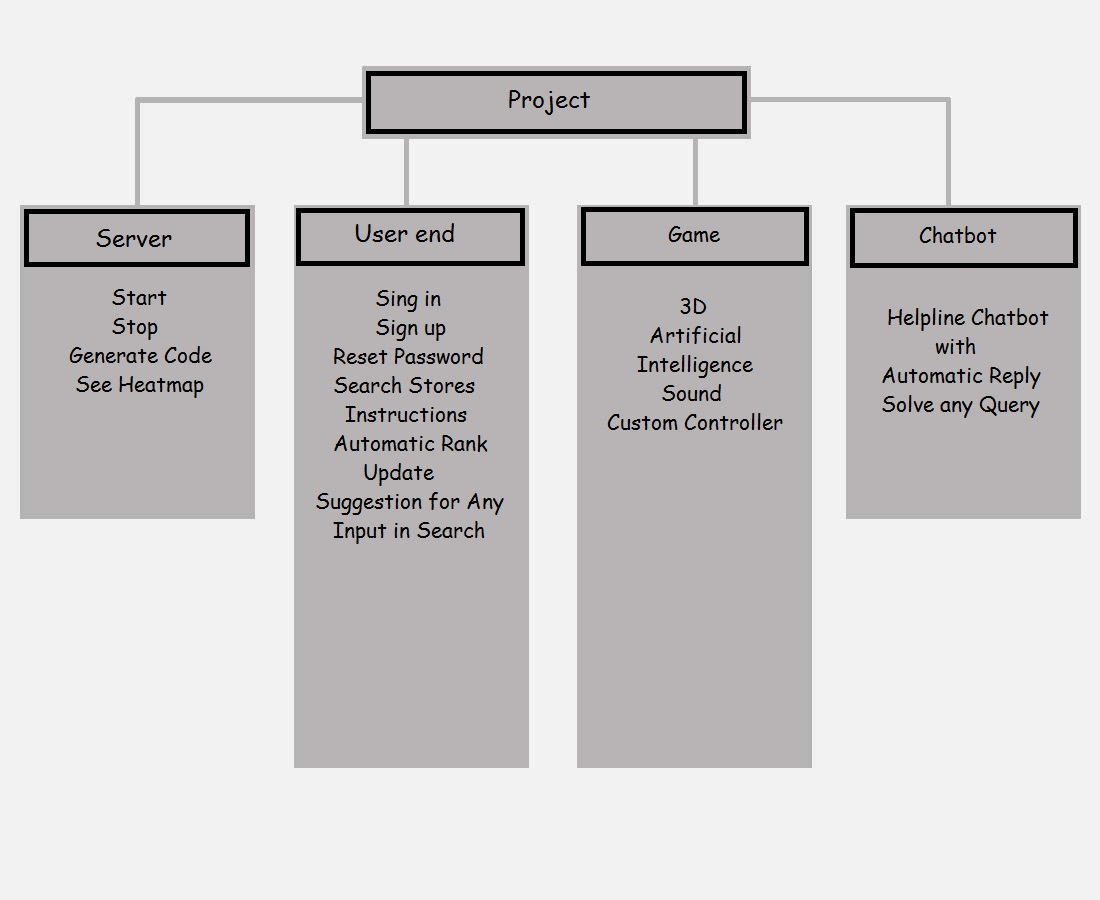 Project
Server
Start
Stop
Generate Code
See Heatmap
User end
Sing in
Sign up
Reset Password
Search Stores
Instructions
Automatic Rank
Update
Suggestion for Any
Input in Search
Game
3D
Artificial
Intelligence
Sound
Custom Controller
Chatbot
Helpline Chatbot
with
Automatic Reply
Solve any Query